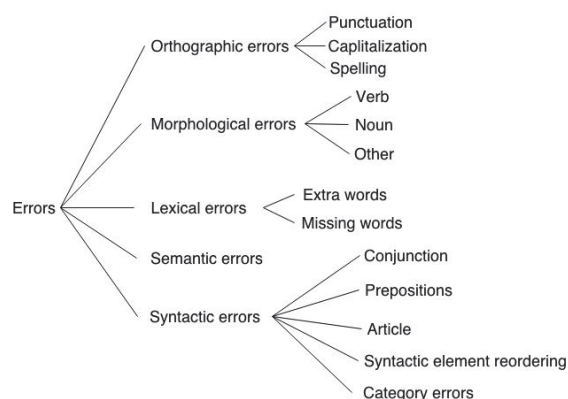 Punctuation
Orthographic errors
Caplitalization
Spelling
Verb
Morphological errors
Noun
Other
Errors
Lexical errors
Extra words
Missing words
Semantic errors
Conjunction
Prepositions
Syntactic errors
Article
Syntactic element reordering
Category errors